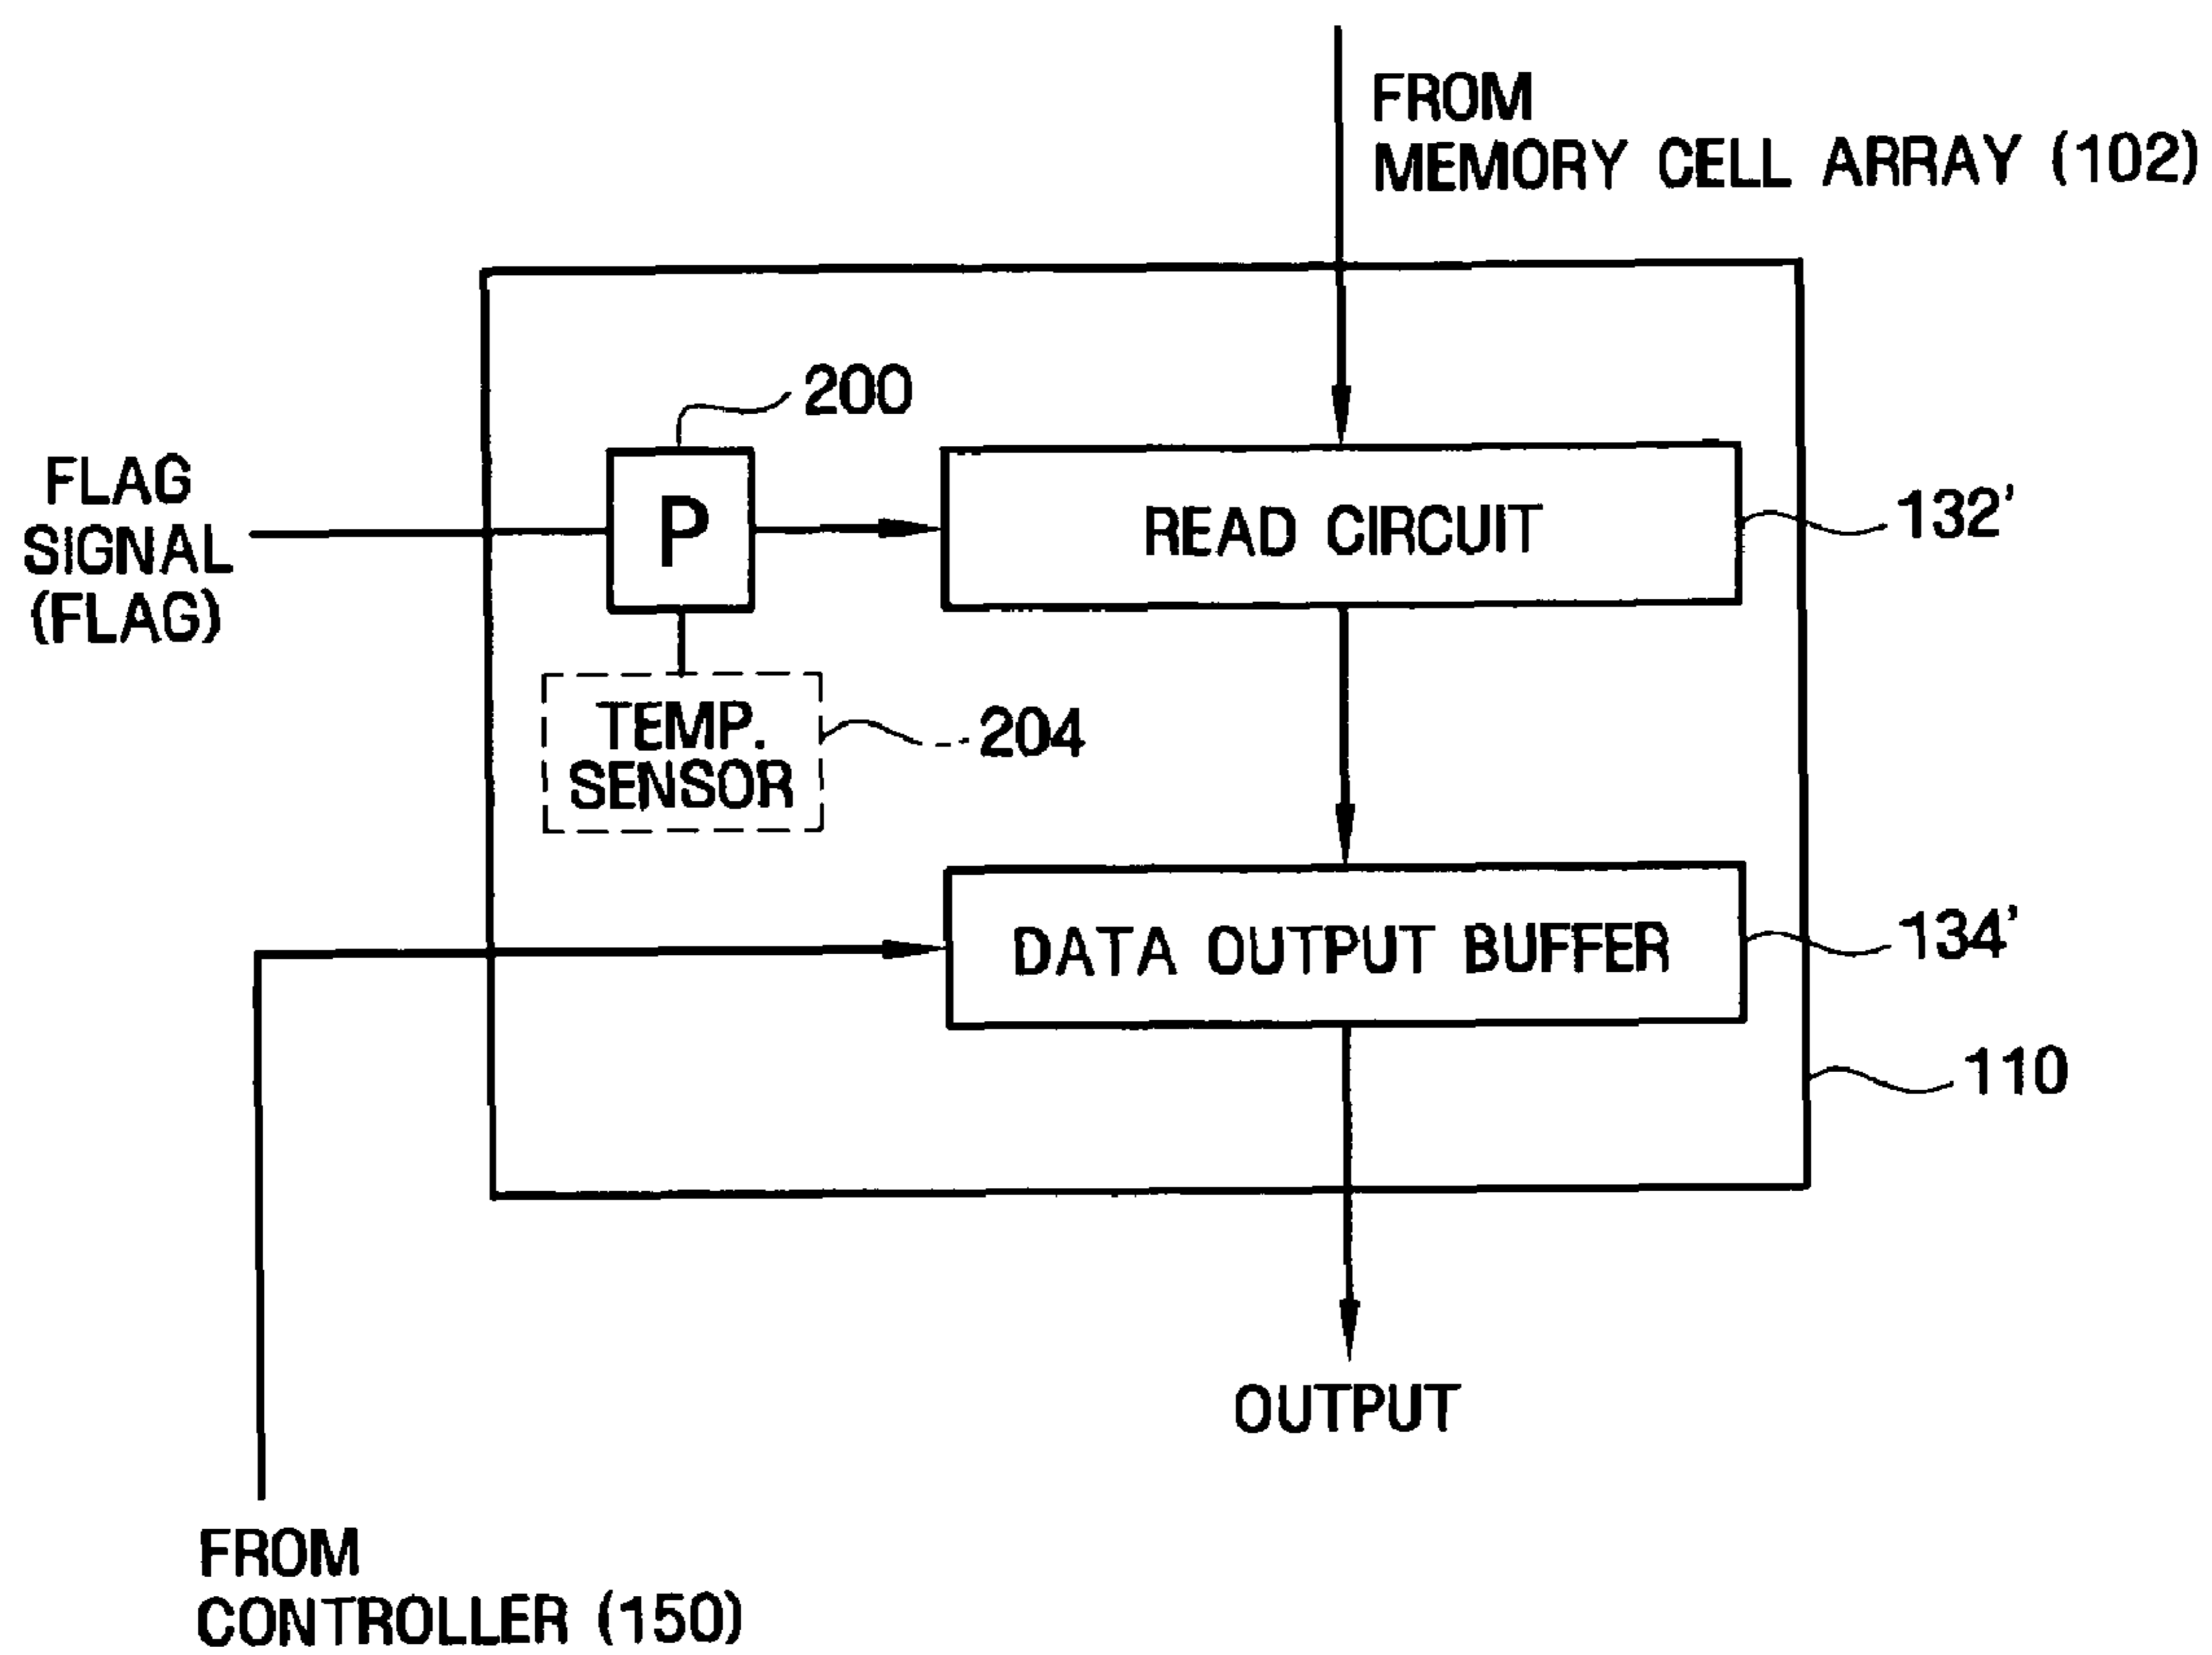 FROM
MEMORY CELL ARRAY (102)
200
FLAG
SIGNAL
(FLAG)
P
READ CIRCUIT
132'
TEMP.
SENSOR
204
DATA OUTPUT BUFFER
134'
110
OUTPUT
FROM
CONTROLLER (150)